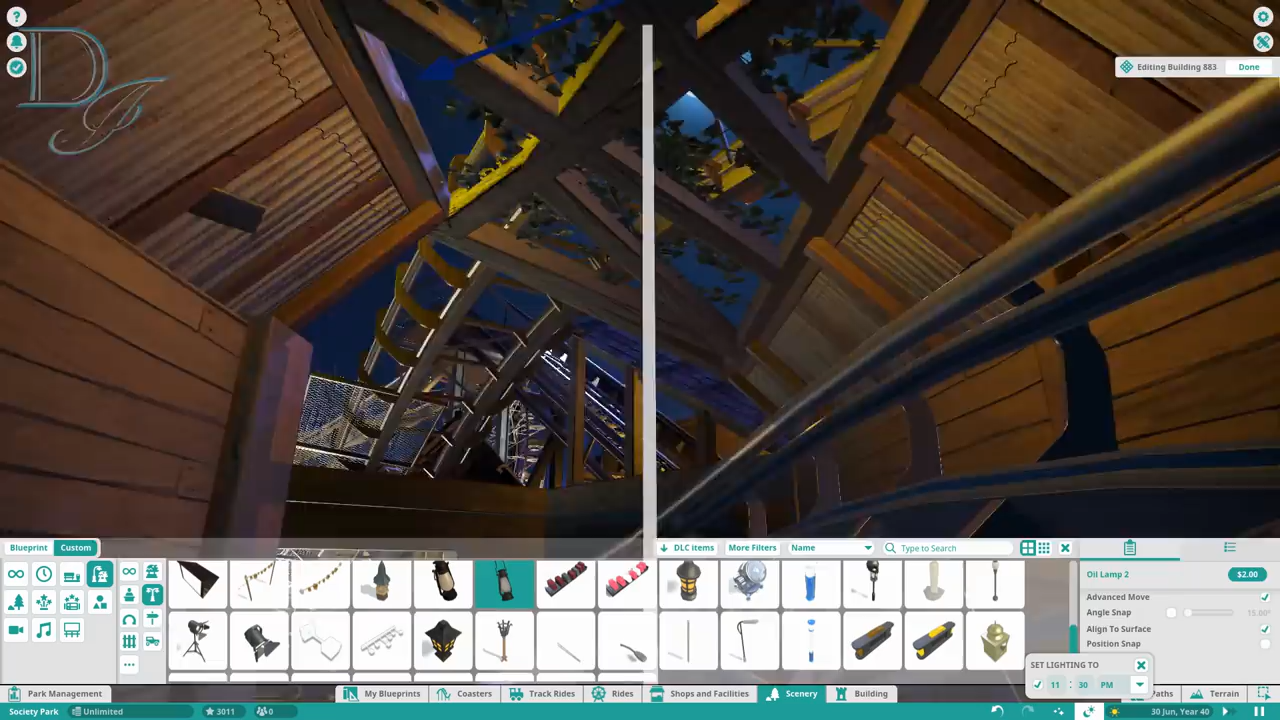 DJ
Editing Building 883 Done
Blueprint Custom
DLC items More Filters Name Type to Search
Oil Lamp 2 $2.00
Advanced Move
Angle Snap 15.00°
Align To Surface
Position Snap
SET LIGHTING TO
11 : 30 PM
Park Management My Blueprints Coasters Track Rides Rides Shops and Facilities Scenery Building Paths Terrain
Society Park Unlimited 3011 0 30 Jun, Year 40